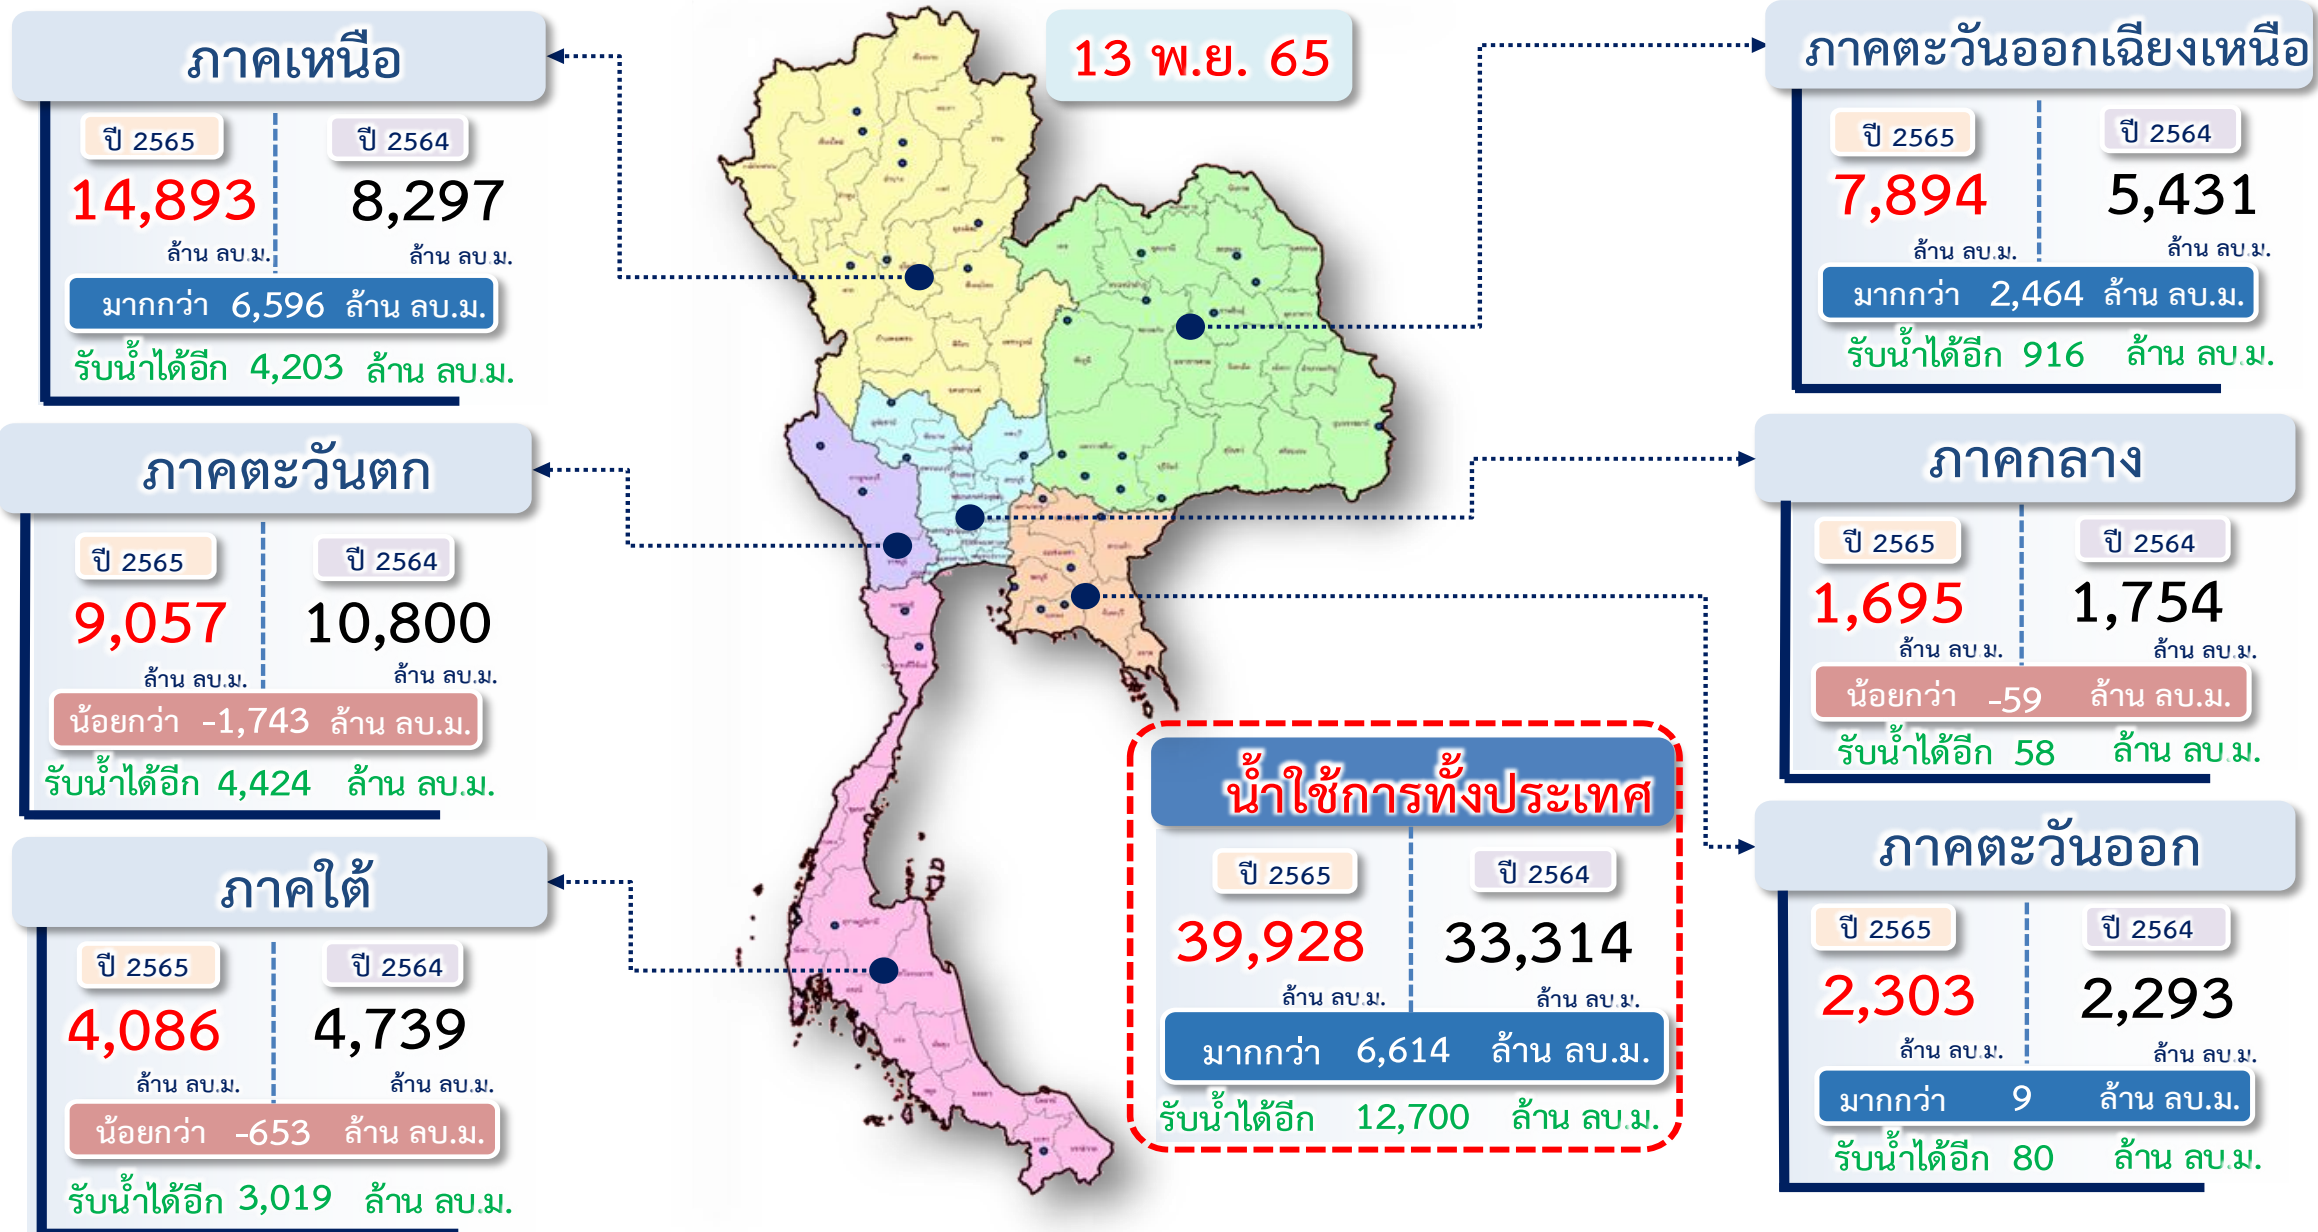 13 พ.ย. 65
ภาคเหนือ
ปี 2565 ปี 2564
14,893 8,297
ล้าน ลบ.ม. ล้าน ลบ.ม.
มากกว่า 6,596 ล้าน ลบ.ม.
รับน้ำได้อีก 4,203 ล้าน ลบ.ม.
ภาคตะวันตก
ปี 2565 ปี 2564
9,057 10,800
ล้าน ลบ.ม. ล้าน ลบ.ม.
น้อยกว่า -1,743 ล้าน ลบ.ม.
รับน้ำได้อีก 4,424 ล้าน ลบ.ม.
ภาคใต้
ปี 2565 ปี 2564
4,086 4,739
ล้าน ลบ.ม. ล้าน ลบ.ม.
น้อยกว่า -653 ล้าน ลบ.ม.
รับน้ำได้อีก 3,019 ล้าน ลบ.ม.
น้ำใช้การทั้งประเทศ
ปี 2565 ปี 2564
39,928 33,314
ล้าน ลบ.ม. ล้าน ลบ.ม.
มากกว่า 6,614 ล้าน ลบ.ม.
รับน้ำได้อีก 12,700 ล้าน ลบ.ม.
ภาคตะวันออกเฉียงเหนือ
ปี 2565 ปี 2564
7,894 5,431
ล้าน ลบ.ม. ล้าน ลบ.ม.
มากกว่า 2,464 ล้าน ลบ.ม.
รับน้ำได้อีก 916 ล้าน ลบ.ม.
ภาคกลาง
ปี 2565 ปี 2564
1,695 1,754
ล้าน ลบ.ม. ล้าน ลบ.ม.
น้อยกว่า -59 ล้าน ลบ.ม.
รับน้ำได้อีก 58 ล้าน ลบ.ม.
ภาคตะวันออก
ปี 2565 ปี 2564
2,303 2,293
ล้าน ลบ.ม. ล้าน ลบ.ม.
มากกว่า 9 ล้าน ลบ.ม.
รับน้ำได้อีก 80 ล้าน ลบ.ม.